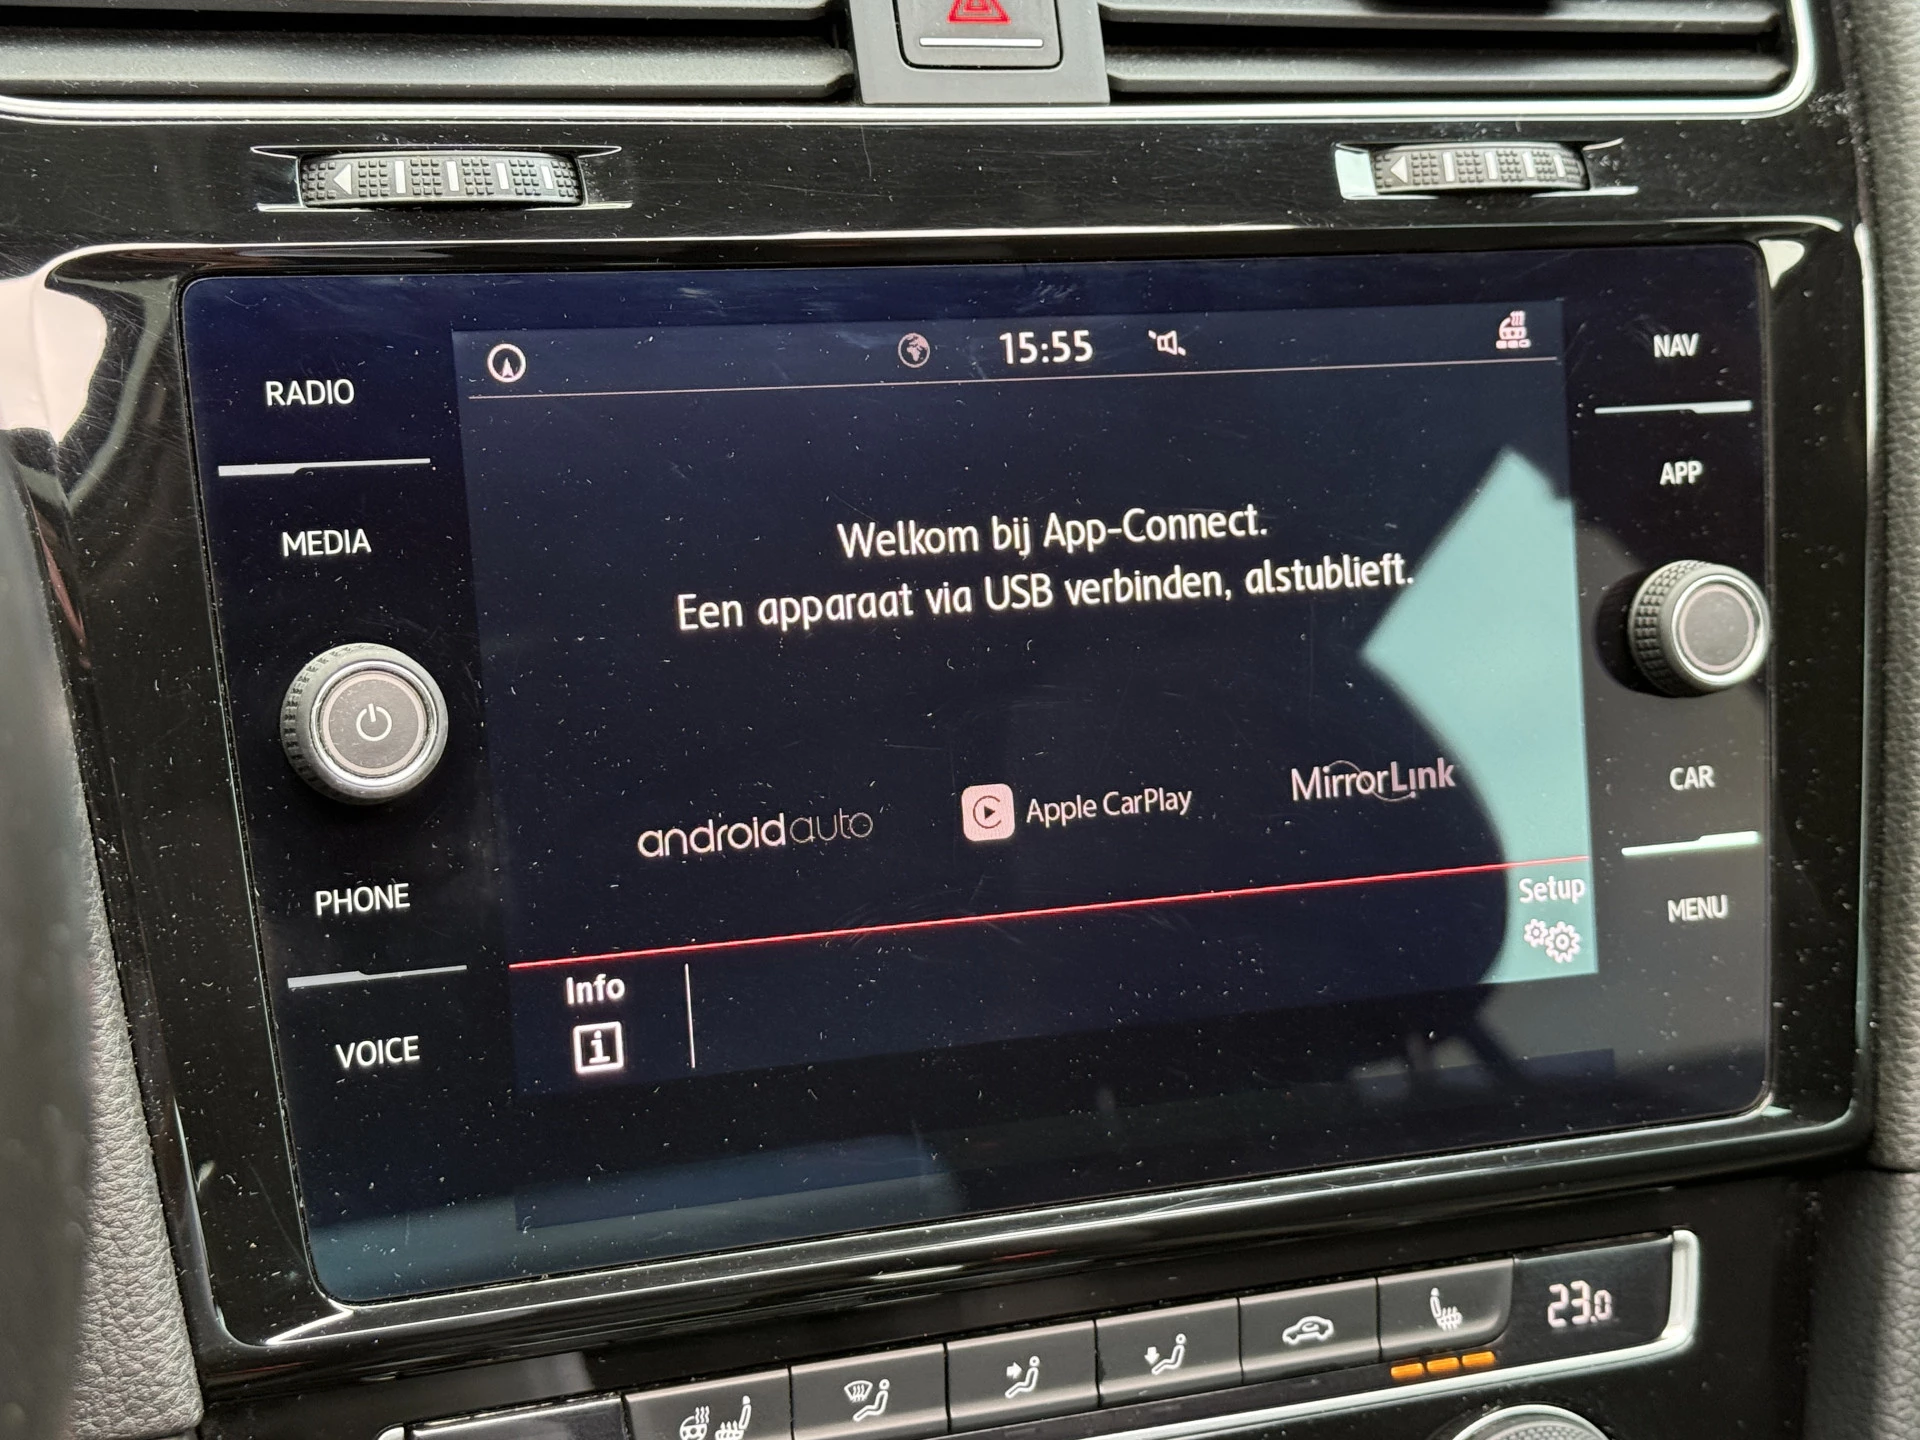 RADIO
MEDIA
PHONE
VOICE
15:55
Welkom bij App-Connect.
Een apparaat via USB verbinden, alstublieft.
androidauto
Apple CarPlay
MirrorLink
Info
i
Setup
NAV
APP
CAR
MENU
23.0